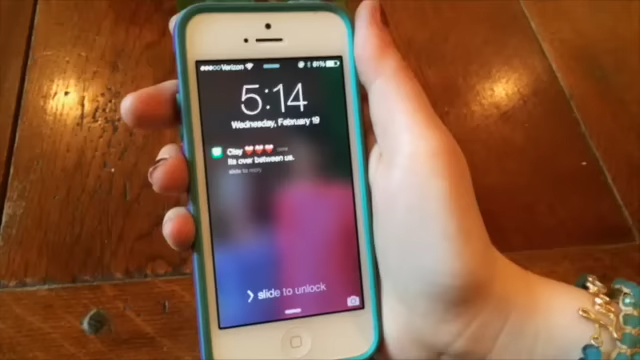 Verizon 81%
5:14
Wednesday, February 19
Clay ❤❤❤ now
Its over between us.
slide to reply
slide to unlock